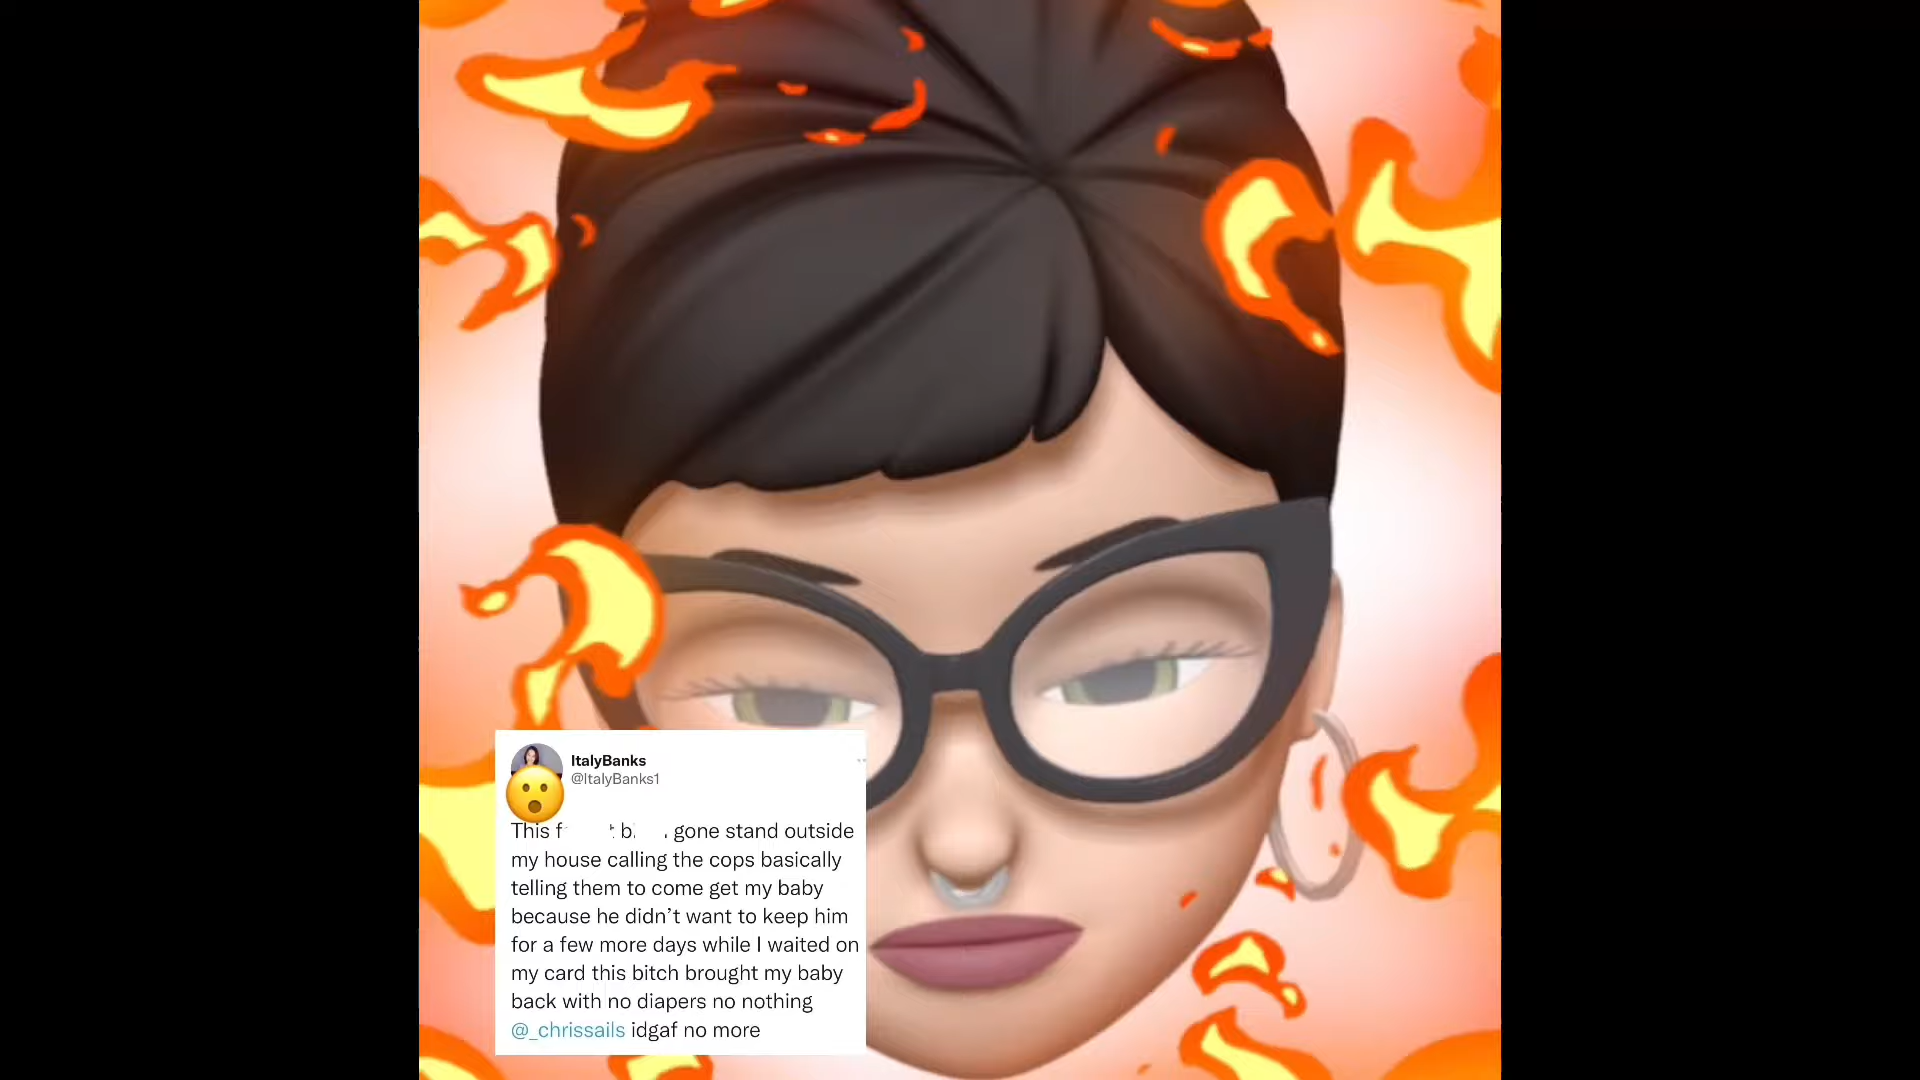 ItalyBanks
@ItalyBanks1
This gone stand outside
my house calling the cops basically
telling them to come get my baby
because he didn’t want to keep him
for a few more days while I waited on
my card this bitch brought my baby
back with no diapers no nothing
@_chrissails idgaf no more